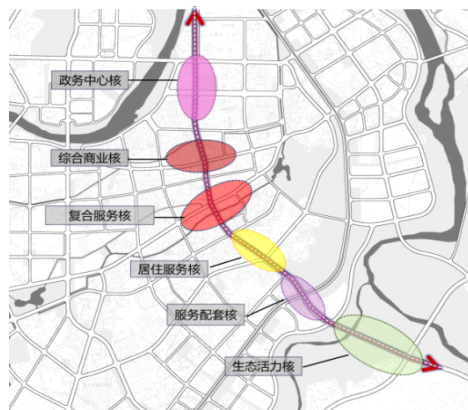 政务中心核
综合商业核
复合服务核
居住服务核
服务配套核
生态活力核